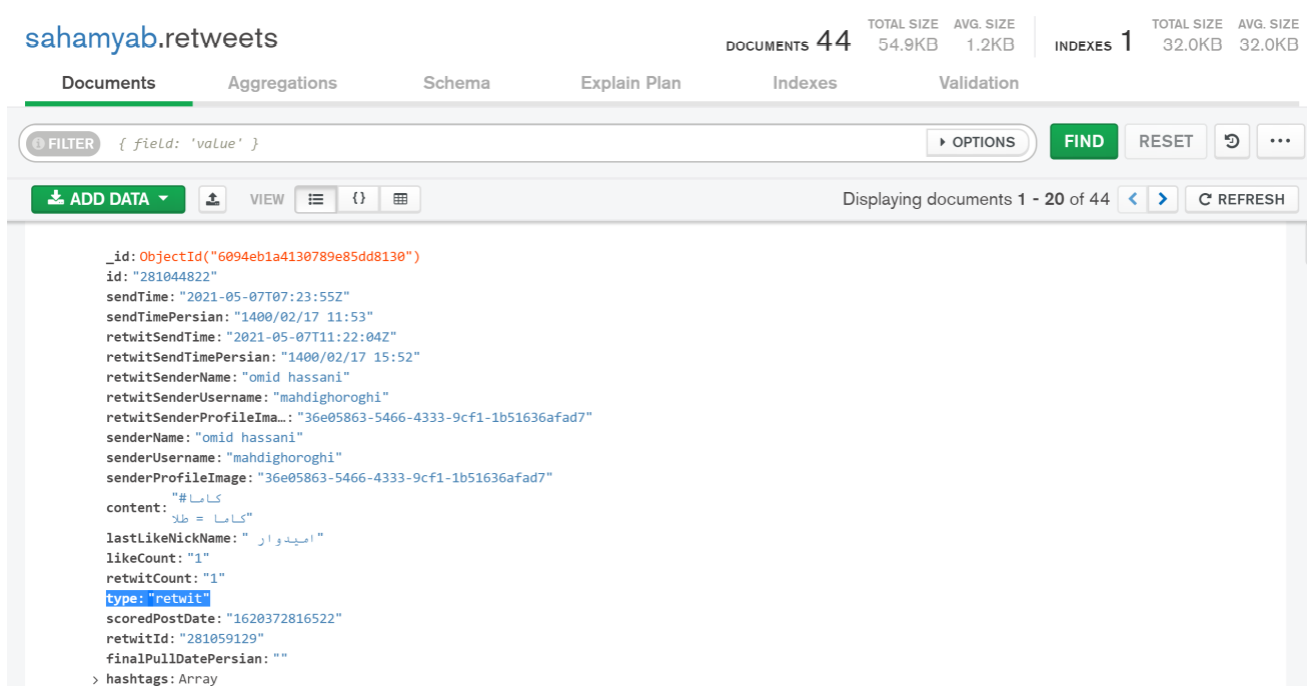 sahamyab.retweets
DOCUMENTS 44 TOTAL SIZE 54.9KB AVG. SIZE 1.2KB INDEXES 1 TOTAL SIZE 32.0KB AVG. SIZE 32.0KB
Documents Aggregations Schema Explain Plan Indexes Validation
FILTER { field: 'value' } OPTIONS FIND RESET
ADD DATA VIEW {} Displaying documents 1 - 20 of 44 < > REFRESH
_id: ObjectId("6094eb1a4130789e85dd8130")
id: "281044822"
sendTime: "2021-05-07T07:23:55Z"
sendTimePersian: "1400/02/17 11:53"
retwitSendTime: "2021-05-07T11:22:04Z"
retwitSendTimePersian: "1400/02/17 15:52"
retwitSenderName: "omid hassani"
retwitSenderUsername: "mahdighoroghi"
retwitSenderProfileIma…: "36e05863-5466-4333-9cf1-1b51636afad7"
senderName: "omid hassani"
senderUsername: "mahdighoroghi"
senderProfileImage: "36e05863-5466-4333-9cf1-1b51636afad7"
content: "#کاما
کاما = طلا"
lastLikeNickName: "امیدوار "
likeCount: "1"
retwitCount: "1"
type: "retwit"
scoredPostDate: "1620372816522"
retwitId: "281059129"
finalPullDatePersian: ""
> hashtags: Array